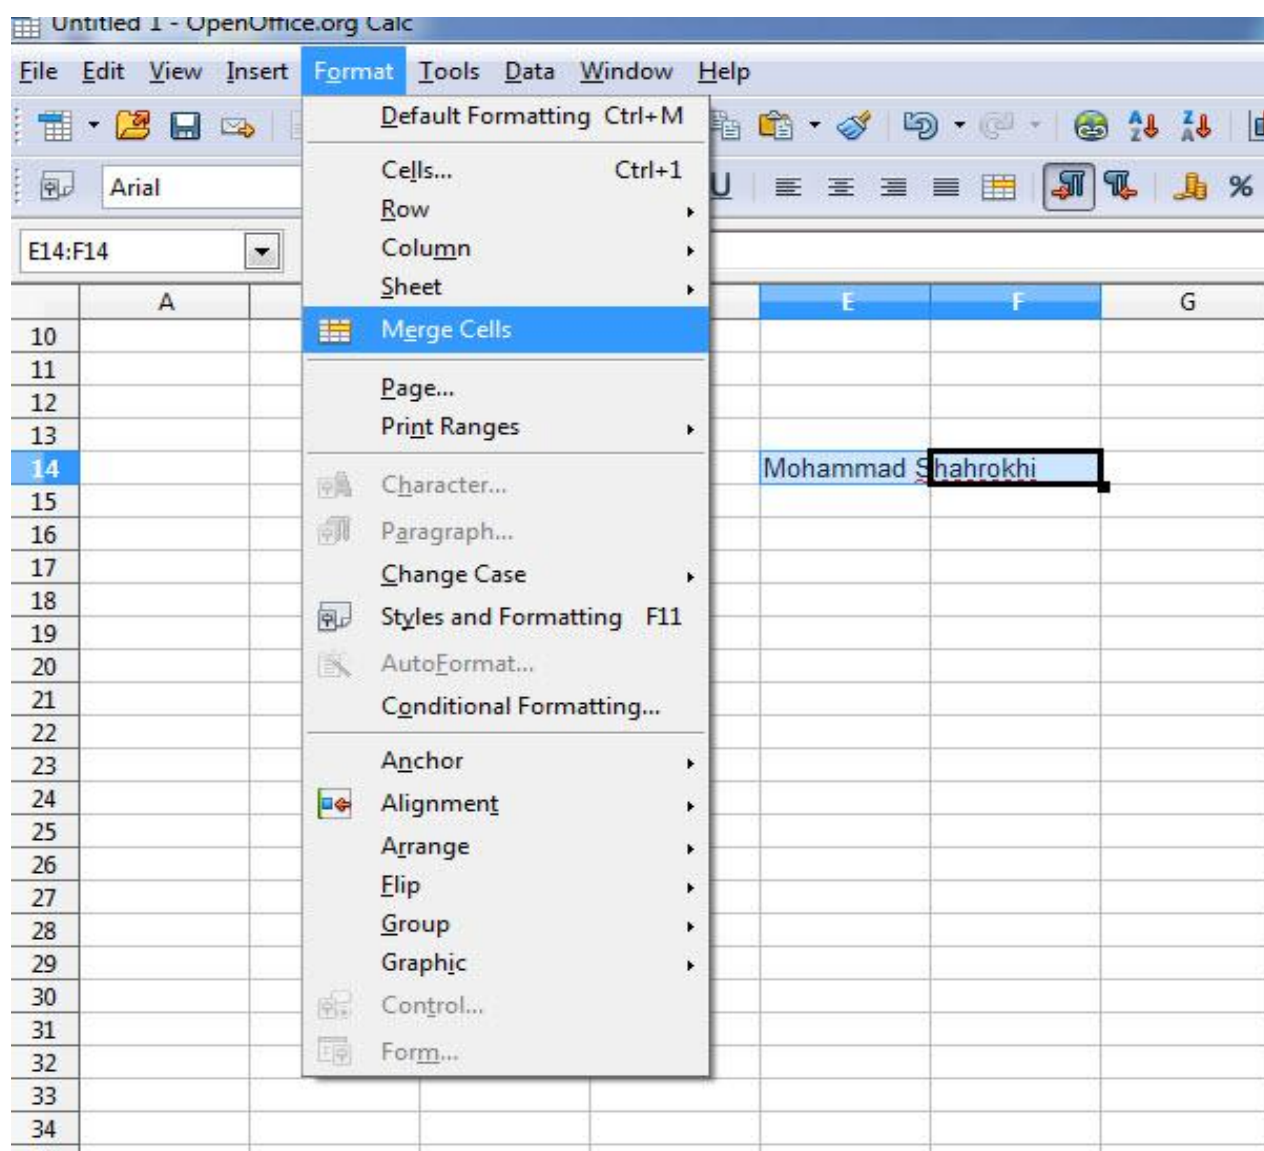 Untitled 1 - OpenOffice.org Calc
File Edit View Insert Format Tools Data Window Help
Default Formatting Ctrl+M
Arial
Cells... Ctrl+1
U
%
Row
E14:F14
Column
Sheet
A E F G
Merge Cells
10
11
12
Page...
13
Print Ranges
14 Mohammad Shahrokhi
Character...
15
16
Paragraph...
17
Change Case
18
Styles and Formatting F11
19
20
AutoFormat...
21
Conditional Formatting...
22
23
Anchor
24
Alignment
25
Arrange
26
Flip
27
28
Group
29
Graphic
30
Control...
31
32
Form...
33
34